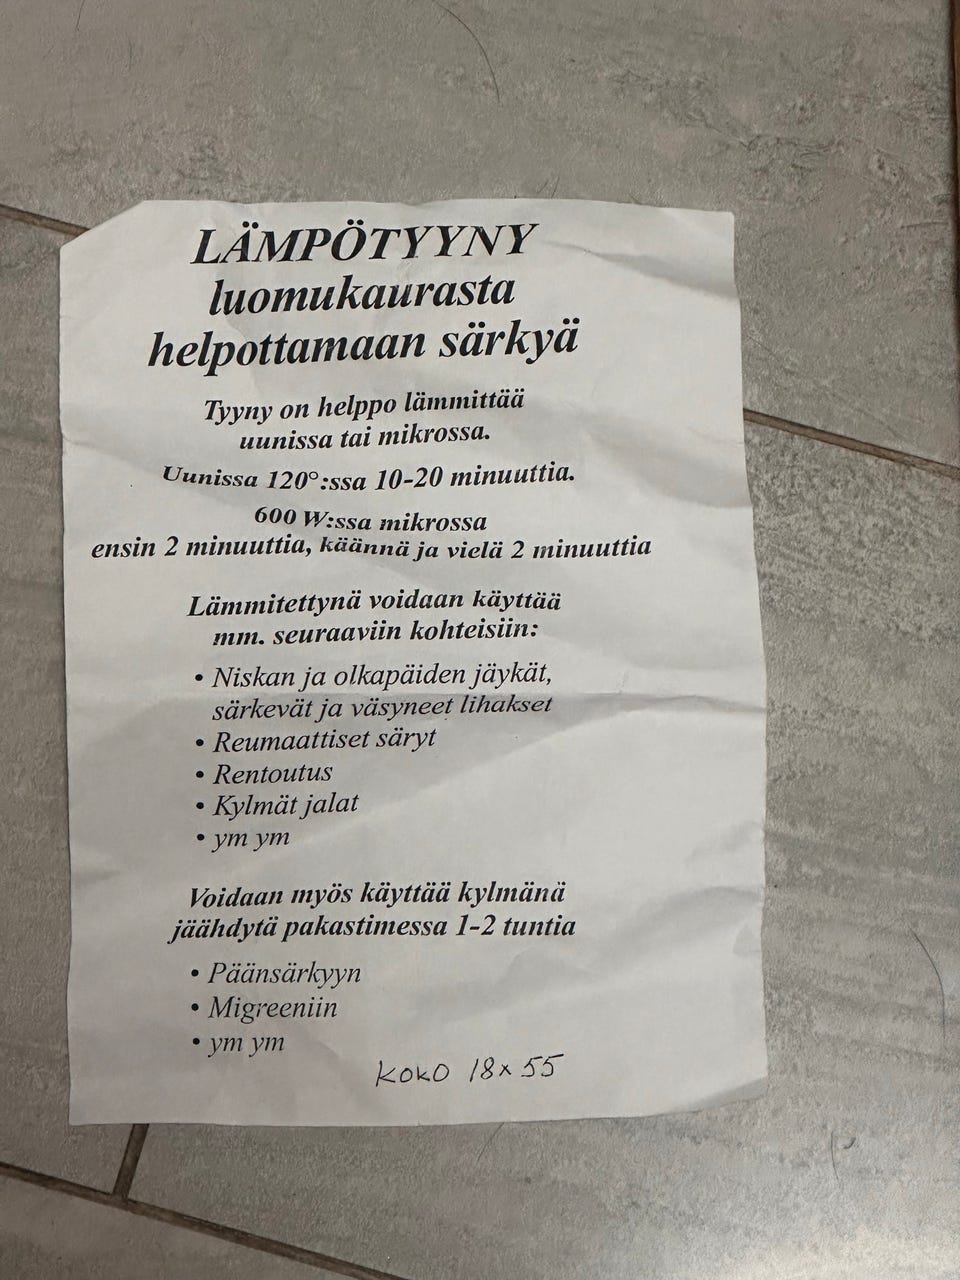 LÄMPÖTYYNY
luomukaurasta
helpottamaan särkyä
Tyyny on helppo lämmittää
uunissa tai mikrossa.
Uunissa 120°:ssa 10-20 minuuttia.
600 W:ssa mikrossa
ensin 2 minuuttia, käännä ja vielä 2 minuuttia
Lämmitettynä voidaan käyttää
mm. seuraaviin kohteisiin:
• Niskan ja olkapäiden jäykät,
särkevät ja väsyneet lihakset
• Reumaattiset säryt
• Rentoutus
• Kylmät jalat
• ym ym
Voidaan myös käyttää kylmänä
jäähdytä pakastimessa 1-2 tuntia
• Päänsärkyyn
• Migreeniin
• ym ym
KOKO 18x55